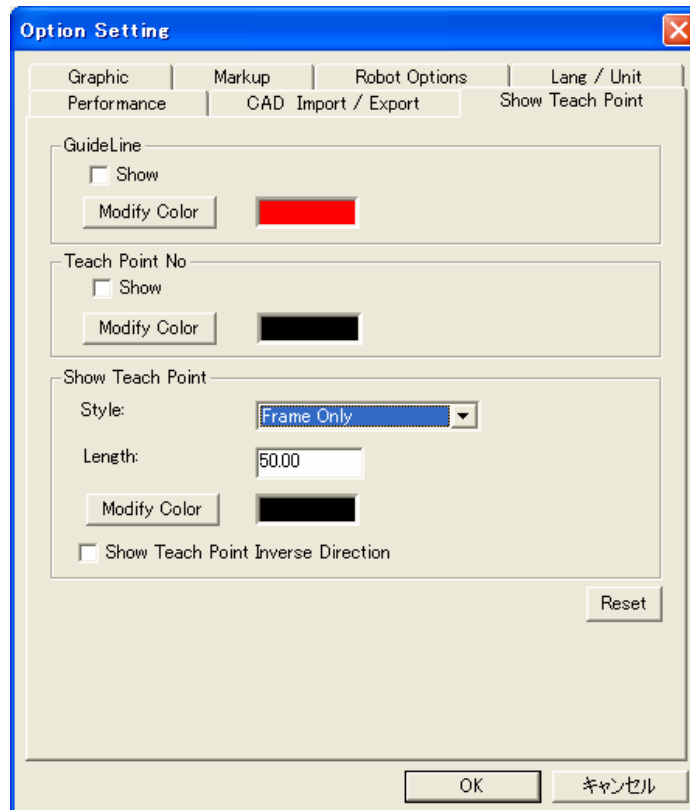 Option Setting
Graphic Markup Robot Options Lang / Unit
Performance CAD Import / Export Show Teach Point
GuideLine
Show
Modify Color
Teach Point No
Show
Modify Color
Show Teach Point
Style: Frame Only
Length: 50.00
Modify Color
Show Teach Point Inverse Direction
Reset
OK キャンセル